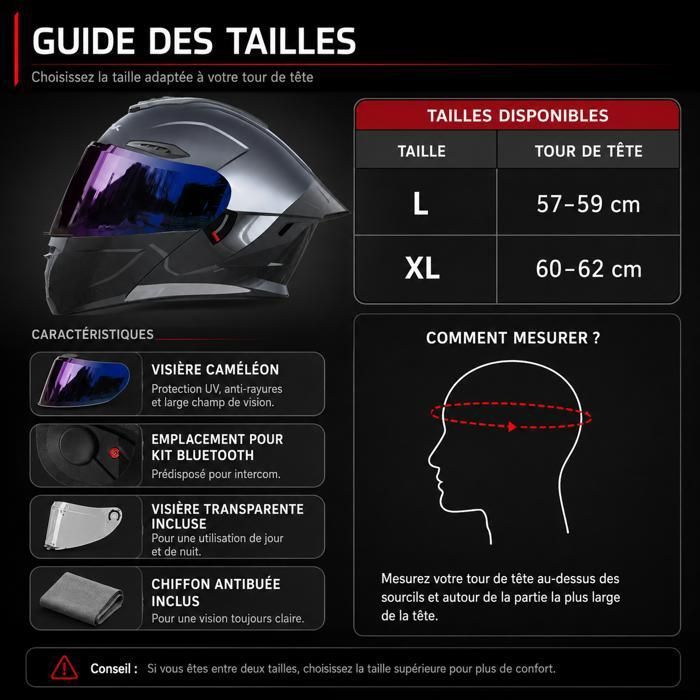 GUIDE DES TAILLES
Choisissez la taille adaptée à votre tour de tête
TAILLES DISPONIBLES
TAILLE TOUR DE TÊTE
L 57–59 cm
XL 60–62 cm
CARACTÉRISTIQUES
VISIÈRE CAMÉLÉON
Protection UV, anti-rayures
et large champ de vision.
EMPLACEMENT POUR
KIT BLUETOOTH
Prédisposé pour intercom.
VISIÈRE TRANSPARENTE
INCLUSE
Pour une utilisation de jour
et de nuit.
CHIFFON ANTIBUÉE
INCLUS
Pour une vision toujours claire.
COMMENT MESURER ?
Mesurez votre tour de tête au-dessus des
sourcils et autour de la partie la plus large
de la tête.
Conseil : Si vous êtes entre deux tailles, choisissez la taille supérieure pour plus de confort.